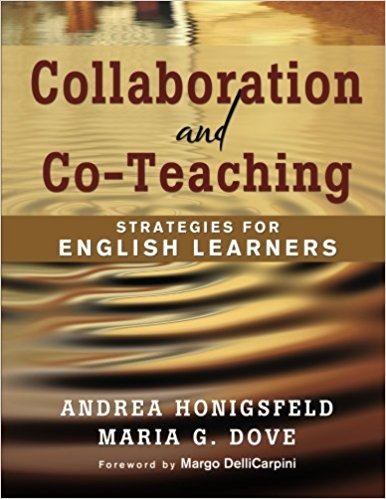 Collaboration
and
Co-Teaching
STRATEGIES FOR
ENGLISH LEARNERS
ANDREA HONIGSFELD
MARIA G. DOVE
Foreword by Margo DelliCarpini